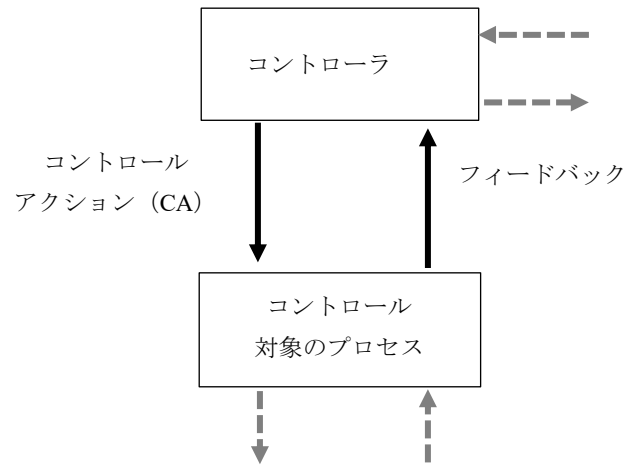 コントローラ
コントロール
アクション（CA）
フィードバック
コントロール
対象のプロセス